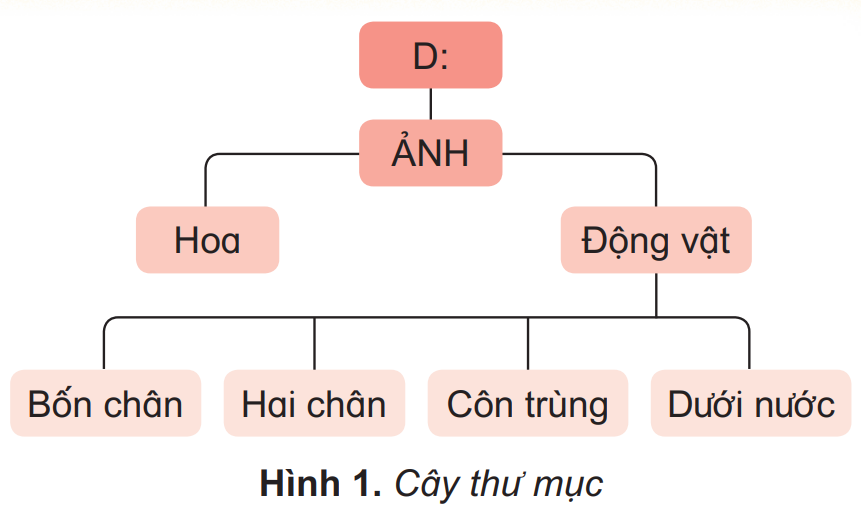 D:
ẢNH
Hoa
Động vật
Bốn chân
Hai chân
Côn trùng
Dưới nước
Hình 1. Cây thư mục